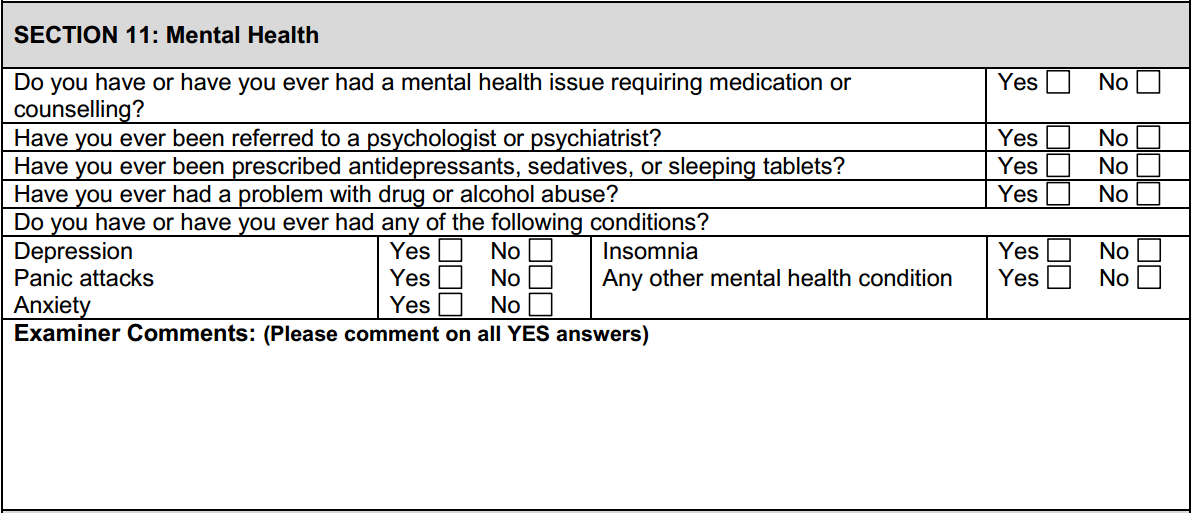 SECTION 11: Mental Health
Do you have or have you ever had a mental health issue requiring medication or
counselling?
Yes No
Have you ever been referred to a psychologist or psychiatrist? Yes No
Have you ever been prescribed antidepressants, sedatives, or sleeping tablets? Yes No
Have you ever had a problem with drug or alcohol abuse? Yes No
Do you have or have you ever had any of the following conditions?
Depression Yes No Insomnia Yes No
Panic attacks Yes No Any other mental health condition Yes No
Anxiety Yes No
Examiner Comments: (Please comment on all YES answers)